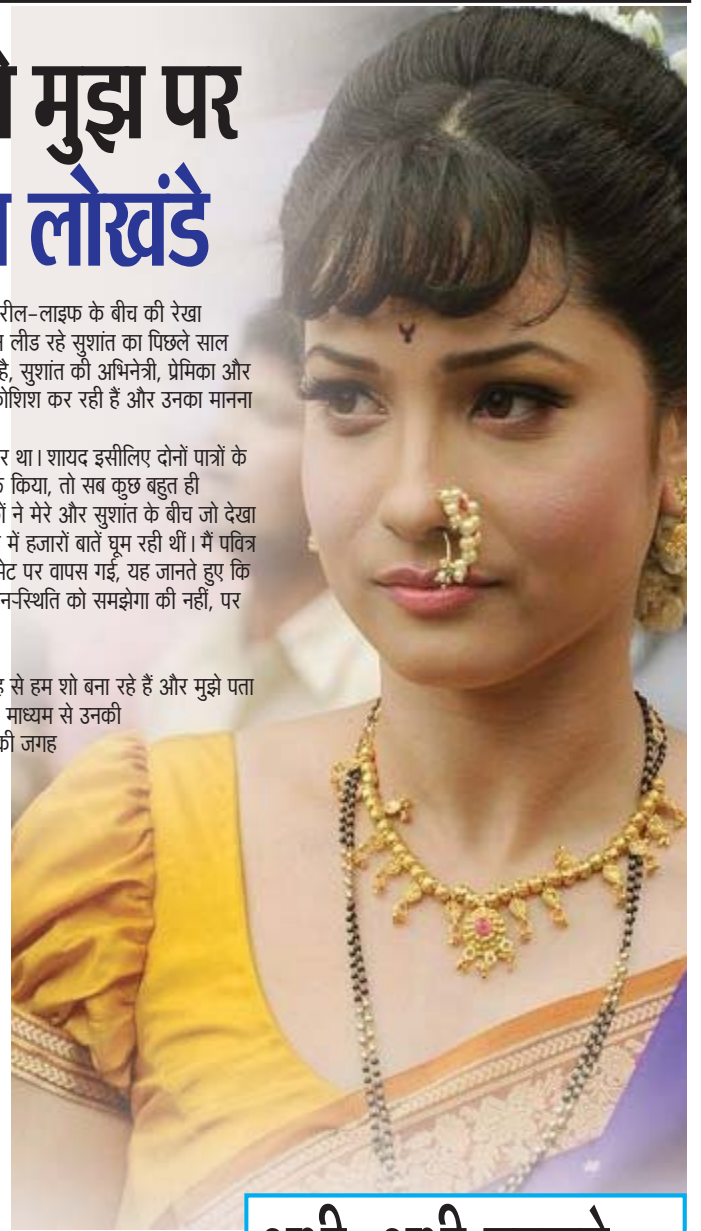 मुझ पर
लोखंडे
रील-लाइफ के बीच की रेखा
लीड रहे सुशांत का पिछले साल
है, सुशांत की अभिनेत्री, प्रेमिका और
कोशिश कर रही हैं और उनका मानना
र था। शायद इसीलिए दोनों पात्रों के
किया, तो सब कुछ बहुत ही
ने मेरे और सुशांत के बीच जो देखा
में हजारों बातें घूम रही थीं। मैं पवित्र
सेट पर वापस गई, यह जानते हुए कि
मन-स्थिति को समझेगा की नहीं, पर
ह से हम शो बना रहे हैं और मुझे पता
माध्यम से उनकी
की जगह